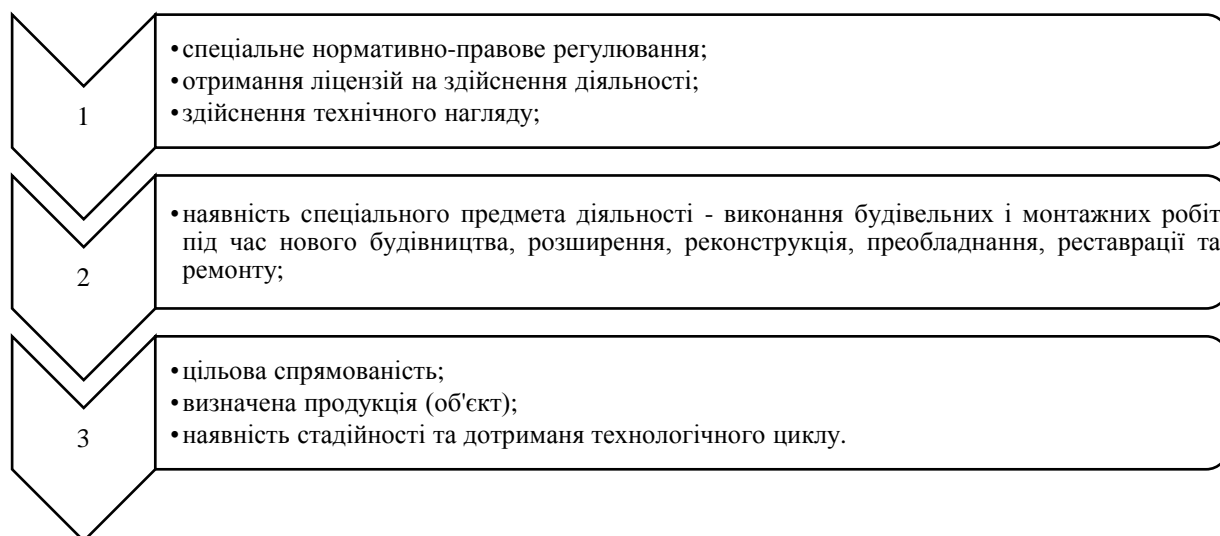 1
•спеціальне нормативно-правове регулювання;
•отримання ліцензій на здійснення діяльності;
•здійснення технічного нагляду;
2
•наявність спеціального предмета діяльності - виконання будівельних і монтажних робіт
під час нового будівництва, розширення, реконструкція, преобладнання, реставрації та
ремонту;
3
•цільова спрямованість;
•визначена продукція (об'єкт);
•наявність стадійності та дотриманя технологічного циклу.